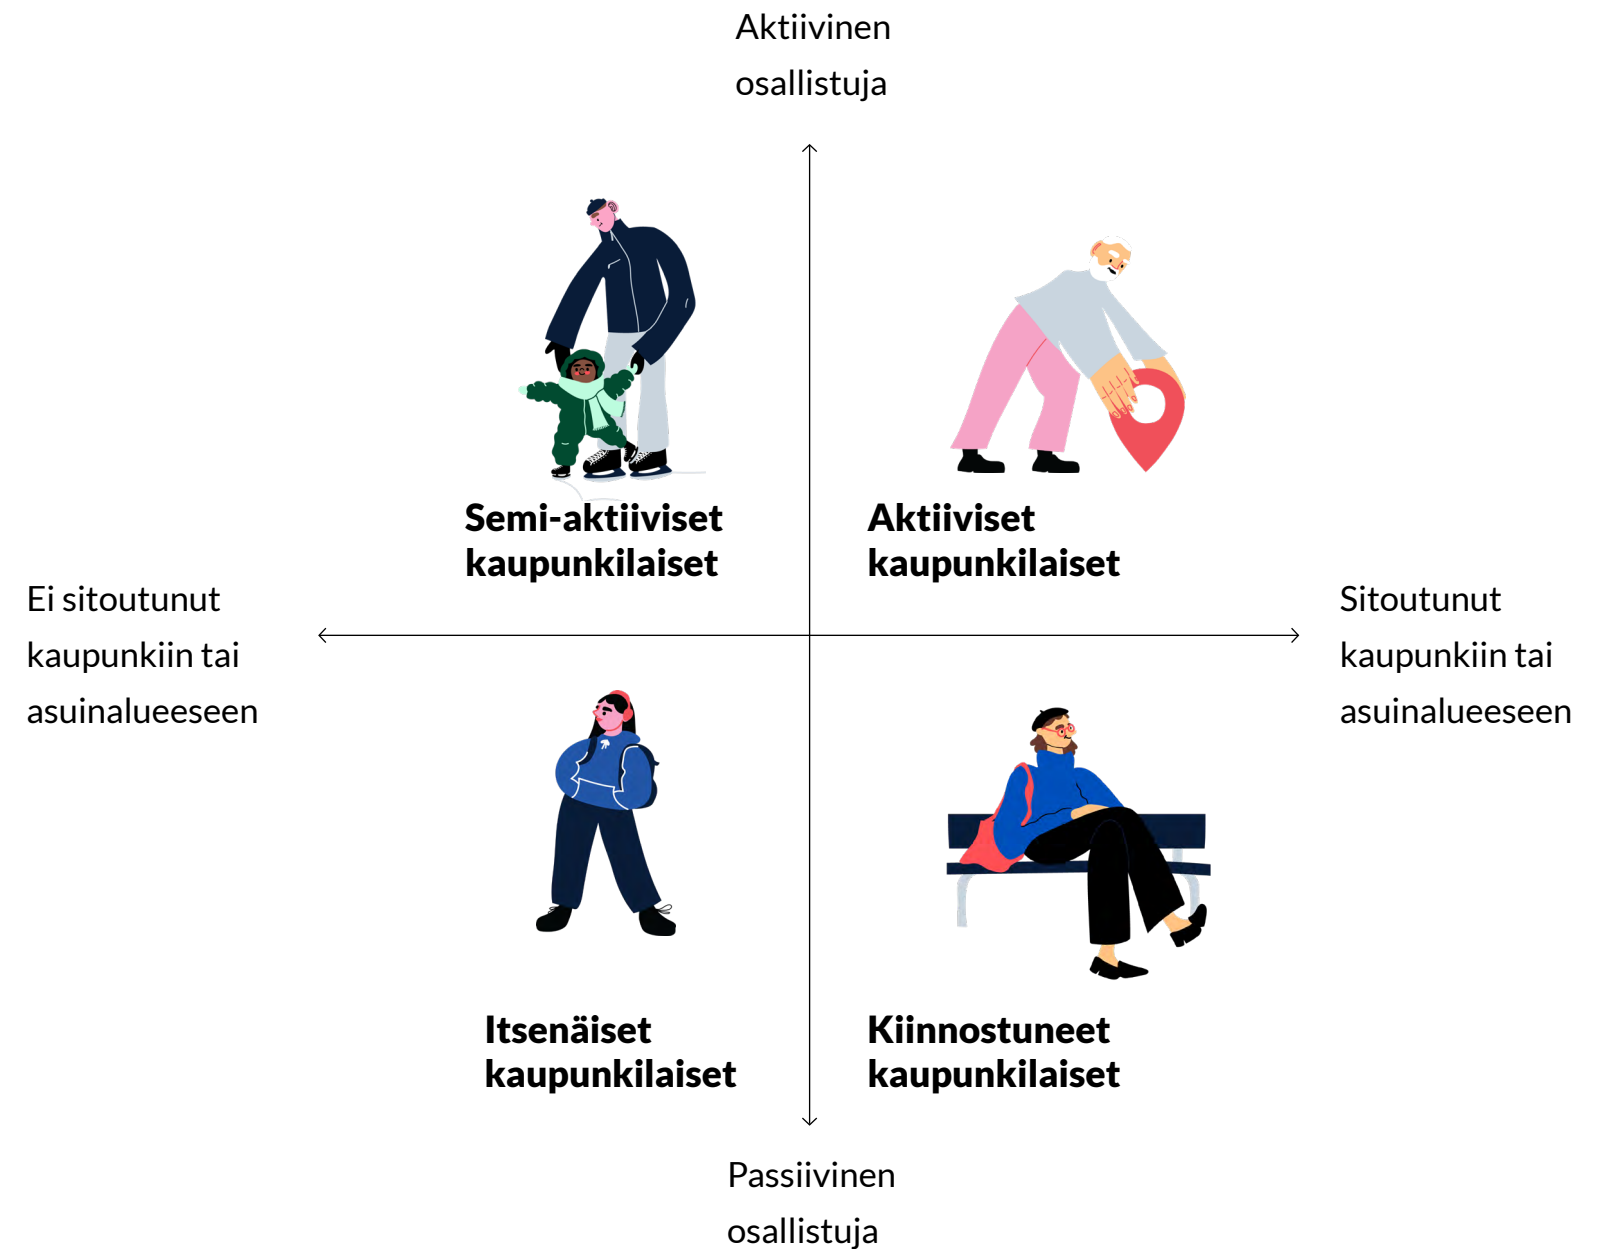 Aktiivinen
osallistuja
Semi-aktiiviset
kaupunkilaiset
Aktiiviset
kaupunkilaiset
Ei sitoutunut
kaupunkiin tai
asuinalueeseen
Sitoutunut
kaupunkiin tai
asuinalueeseen
Itsenäiset
kaupunkilaiset
Kiinnostuneet
kaupunkilaiset
Passiivinen
osallistuja